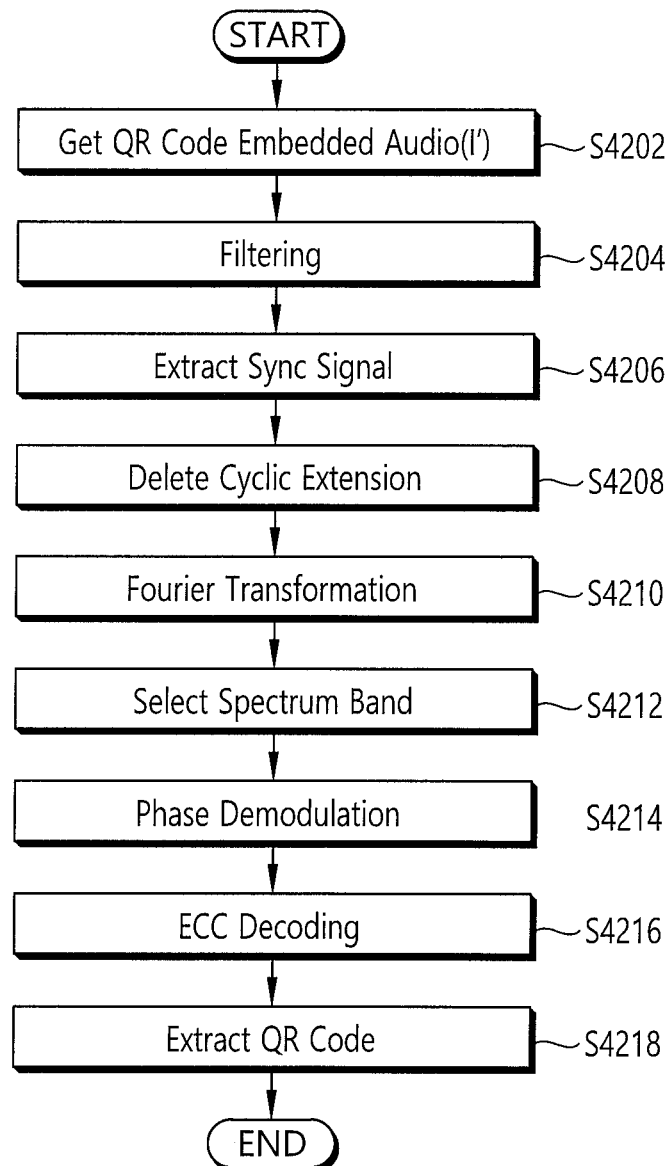 START
Get QR Code Embedded Audio(I') S4202
Filtering S4204
Extract Sync Signal S4206
Delete Cyclic Extension S4208
Fourier Transformation S4210
Select Spectrum Band S4212
Phase Demodulation S4214
ECC Decoding S4216
Extract QR Code S4218
END